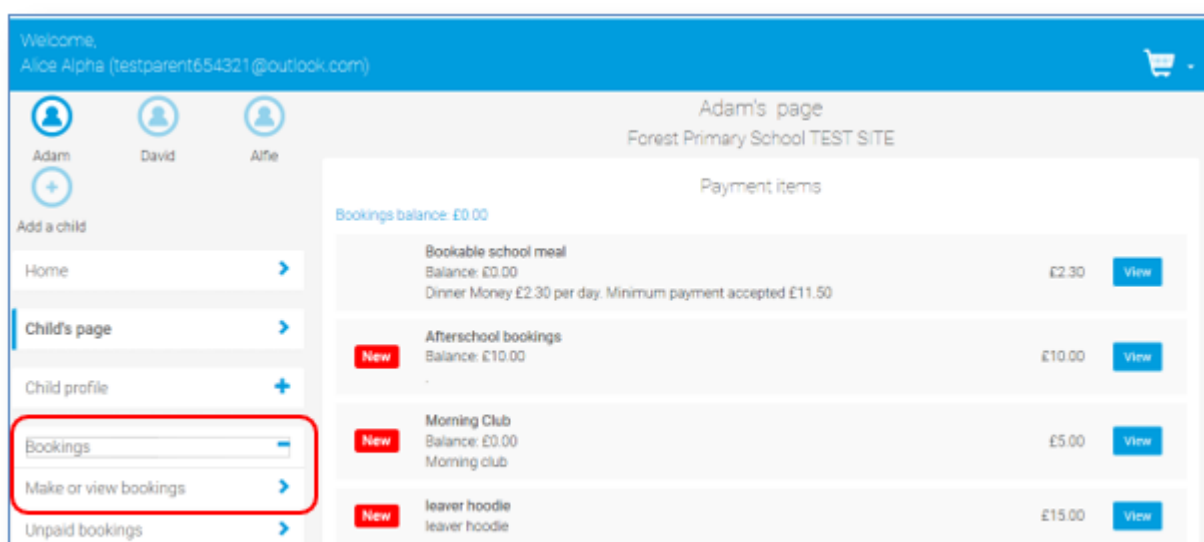 Welcome,
Alice Alpha (testparent654321@outlook.com)
Adam
David
Alfie
Add a child
Home
Child's page
Child profile
Bookings
Make or view bookings
Unpaid bookings
Adam's page
Forest Primary School TEST SITE
Payment items
Bookings balance: £0.00
Bookable school meal
Balance: £0.00
Dinner Money £2.30 per day. Minimum payment accepted £11.50
£2.30
View
New
Afterschool bookings
Balance: £10.00
.
£10.00
View
New
Morning Club
Balance: £0.00
Morning club
£5.00
View
New
leaver hoodie
leaver hoodie
£15.00
View